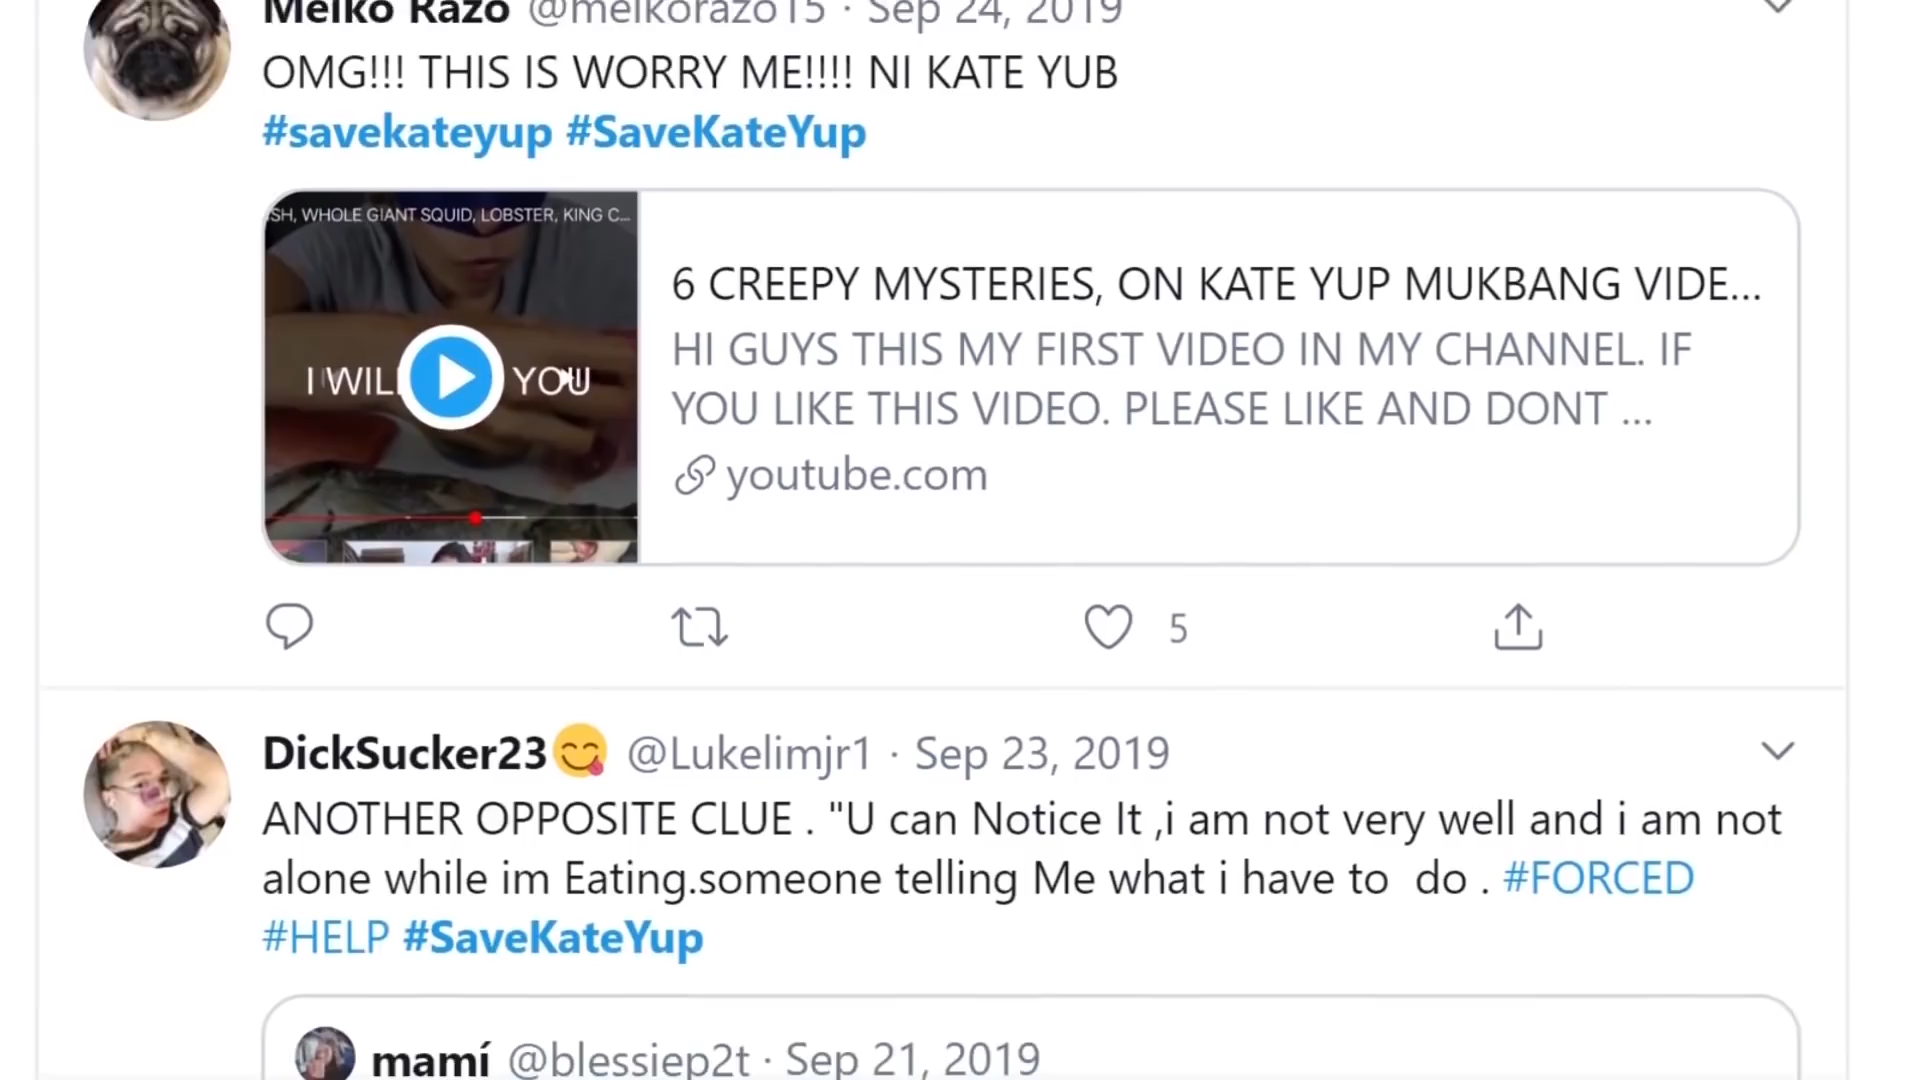 Meiko Razo @meikorazo15 · Sep 24, 2019
OMG!!! THIS IS WORRY ME!!!! NI KATE YUB
#savekateyup #SaveKateYup
SH, WHOLE GIANT SQUID, LOBSTER, KING C...
I WILL YOU
6 CREEPY MYSTERIES, ON KATE YUP MUKBANG VIDE...
HI GUYS THIS MY FIRST VIDEO IN MY CHANNEL. IF
YOU LIKE THIS VIDEO. PLEASE LIKE AND DONT ...
youtube.com
5
DickSucker23😋 @Lukelimjr1 · Sep 23, 2019
ANOTHER OPPOSITE CLUE . "U can Notice It ,i am not very well and i am not
alone while im Eating.someone telling Me what i have to  do . #FORCED
#HELP #SaveKateYup
mamí @blessiep2t · Sep 21, 2019